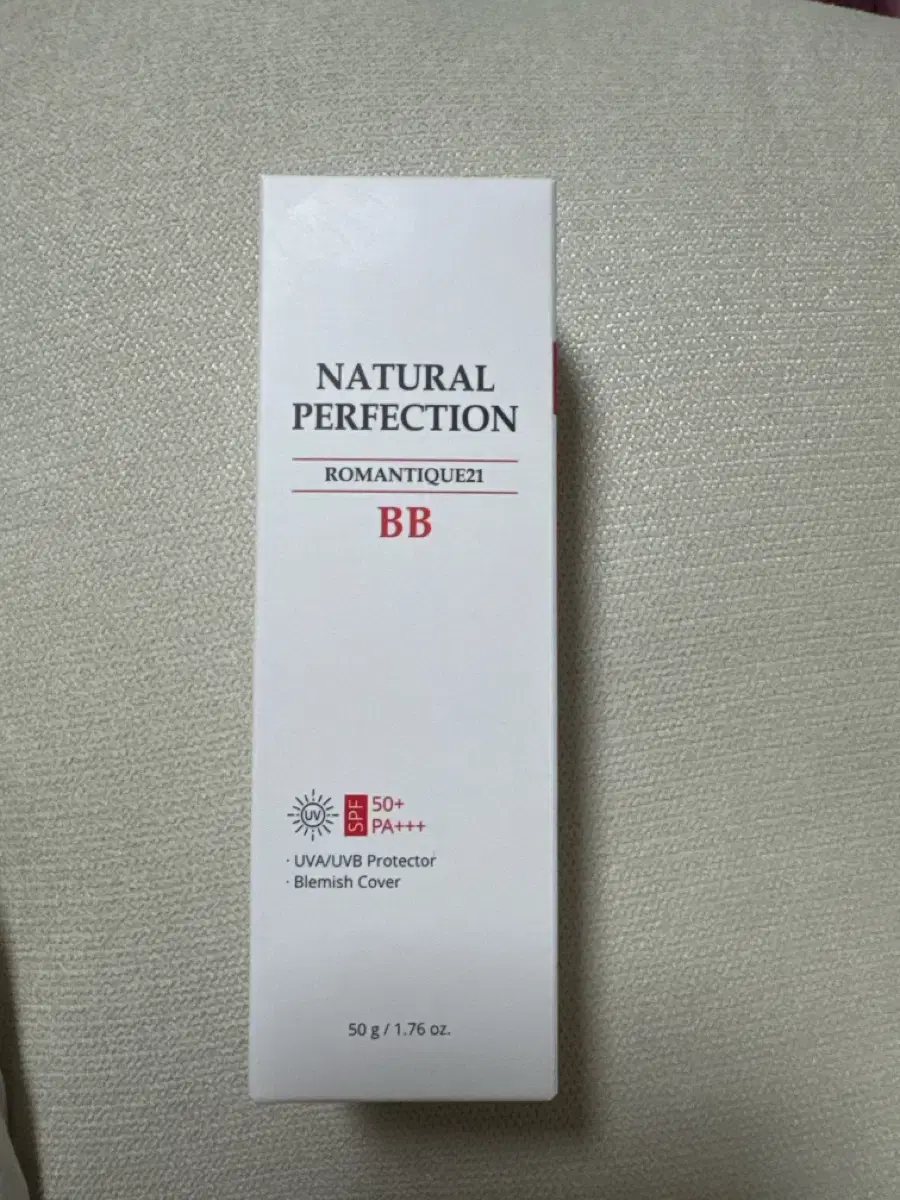 NATURAL
PERFECTION
ROMANTIQUE21
BB
UV SPF 50+
PA+++
· UVA/UVB Protector
· Blemish Cover
50 g / 1.76 oz.